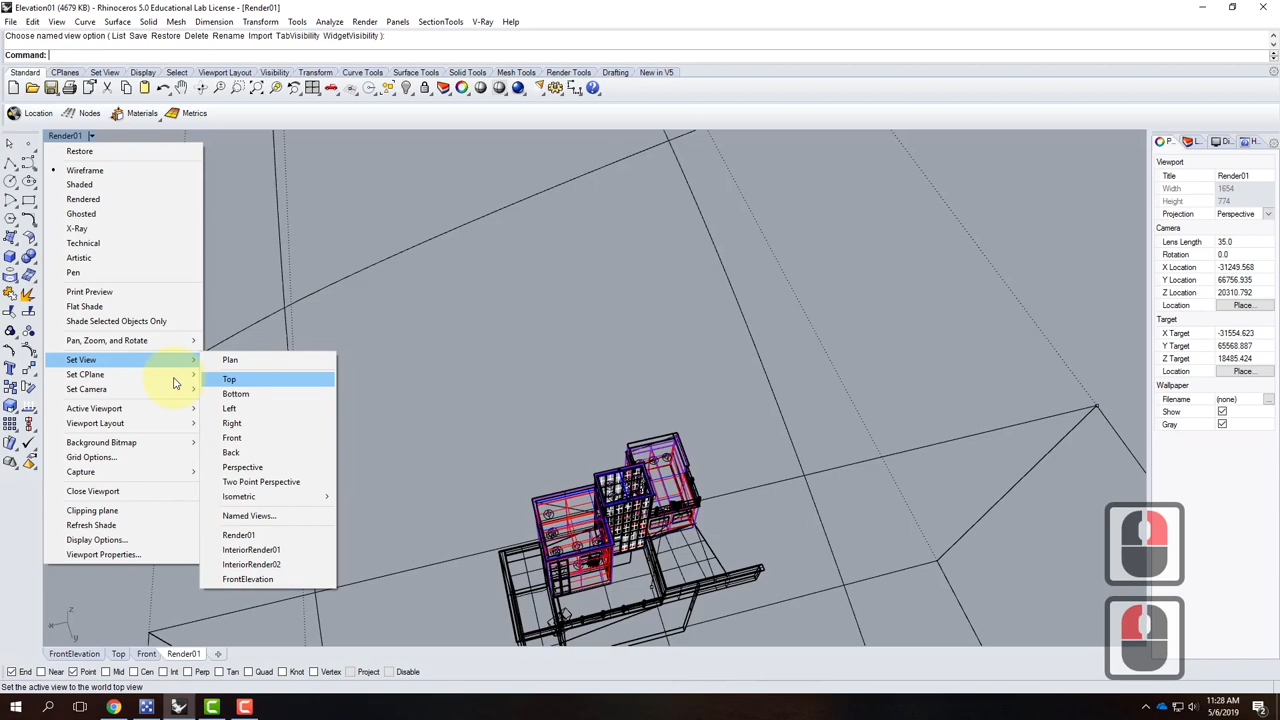 Elevation01 (4679 KB) - Rhinoceros 5.0 Educational Lab License - [Render01]
File Edit View Curve Surface Solid Mesh Dimension Transform Tools Analyze Render Panels SectionTools V-Ray Help
Choose named view option ( List Save Restore Delete Rename Import TabVisibility WidgetVisibility ):
Command:
Standard CPlanes Set View Display Select Viewport Layout Visibility Transform Curve Tools Surface Tools Solid Tools Mesh Tools Render Tools Drafting New in V5
Location Nodes Materials Metrics
Render01
Restore
Wireframe
Shaded
Rendered
Ghosted
X-Ray
Technical
Artistic
Pen
Print Preview
Flat Shade
Shade Selected Objects Only
Pan, Zoom, and Rotate
Set View
Set CPlane
Set Camera
Active Viewport
Viewport Layout
Background Bitmap
Grid Options...
Capture
Close Viewport
Clipping plane
Refresh Shade
Display Options...
Viewport Properties...
Plan
Top
Bottom
Left
Right
Front
Back
Perspective
Two Point Perspective
Isometric
Named Views...
Render01
InteriorRender01
InteriorRender02
FrontElevation
P... L... Di... H...
Viewport
Title Render01
Width 1654
Height 774
Projection Perspective
Camera
Lens Length 35.0
Rotation 0.0
X Location -31249.568
Y Location 66756.935
Z Location 20310.792
Location Place...
Target
X Target -31554.623
Y Target 65568.887
Z Target 18485.424
Location Place...
Wallpaper
Filename (none) ...
Show
Gray
z
x
y
FrontElevation Top Front Render01
End Near Point Mid Cen Int Perp Tan Quad Knot Vertex Project Disable
Set the active view to the world top view
11:28 AM
5/6/2019
2